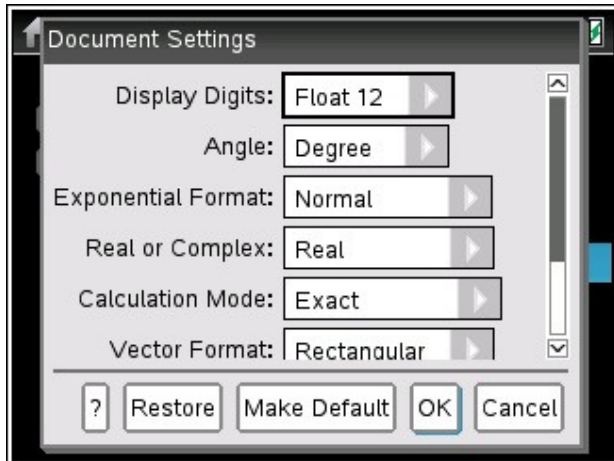 Document Settings
Display Digits: Float 12
Angle: Degree
Exponential Format: Normal
Real or Complex: Real
Calculation Mode: Exact
Vector Format: Rectangular
? Restore Make Default OK Cancel